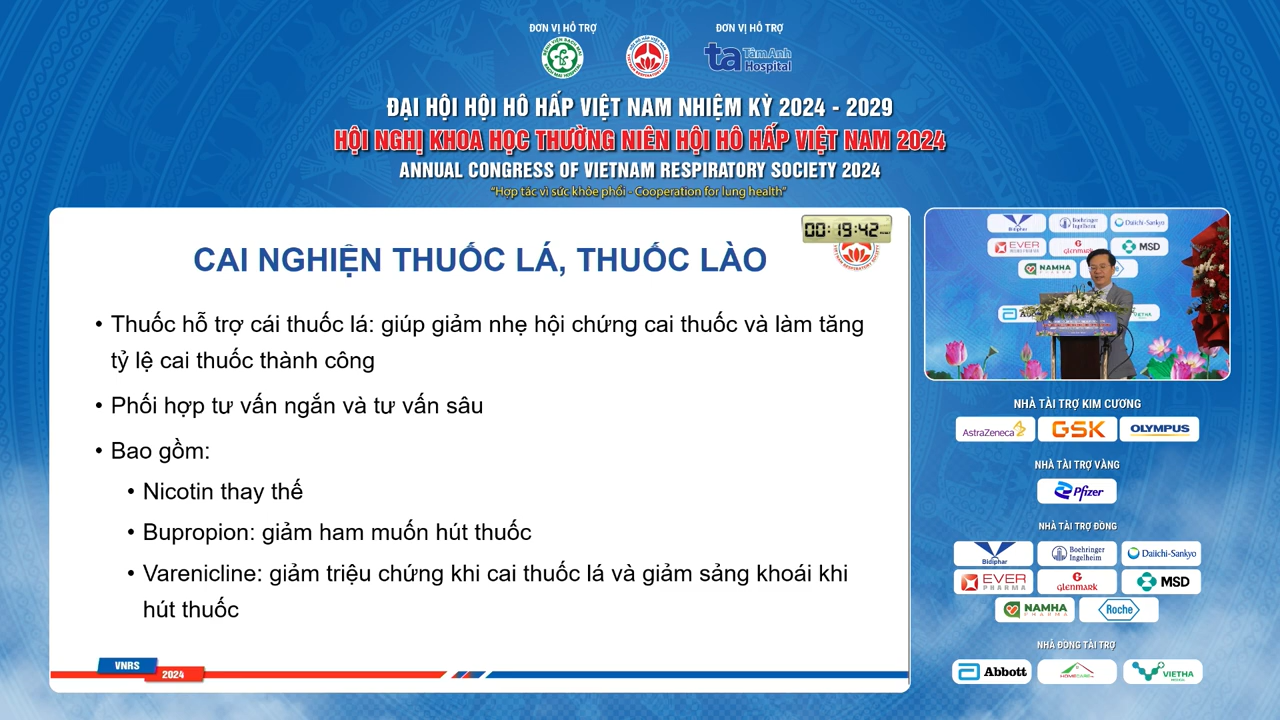 ĐƠN VỊ HỖ TRỢ
ĐƠN VỊ HỖ TRỢ
ta TâmAnh
Hospital
ĐẠI HỘI HỘI HÔ HẤP VIỆT NAM NHIỆM KỲ 2024 - 2029
HỘI NGHỊ KHOA HỌC THƯỜNG NIÊN HỘI HÔ HẤP VIỆT NAM 2024
ANNUAL CONGRESS OF VIETNAM RESPIRATORY SOCIETY 2024
"Hợp tác vì sức khỏe phổi - Cooperation for lung health"
00:19:42
CAI NGHIỆN THUỐC LÁ, THUỐC LÀO
• Thuốc hỗ trợ cái thuốc lá: giúp giảm nhẹ hội chứng cai thuốc và làm tăng
tỷ lệ cai thuốc thành công
• Phối hợp tư vấn ngắn và tư vấn sâu
• Bao gồm:
• Nicotin thay thế
• Bupropion: giảm ham muốn hút thuốc
• Varenicline: giảm triệu chứng khi cai thuốc lá và giảm sảng khoái khi
hút thuốc
VNRS
2024
Bidiphar
Boehringer
Ingelheim
Daiichi-Sankyo
EVER
GLENMARK
MSD
NAMHA
NHÀ TÀI TRỢ KIM CƯƠNG
AstraZeneca
GSK
OLYMPUS
NHÀ TÀI TRỢ VÀNG
Pfizer
NHÀ TÀI TRỢ ĐỒNG
Bidiphar
Boehringer
Ingelheim
Daiichi-Sankyo
EVER
PHARMA
GLENMARK
MSD
NAMHA
PHARMA
Roche
NHÀ ĐỒNG TÀI TRỢ
Abbott
HOMECARE
VIETHA